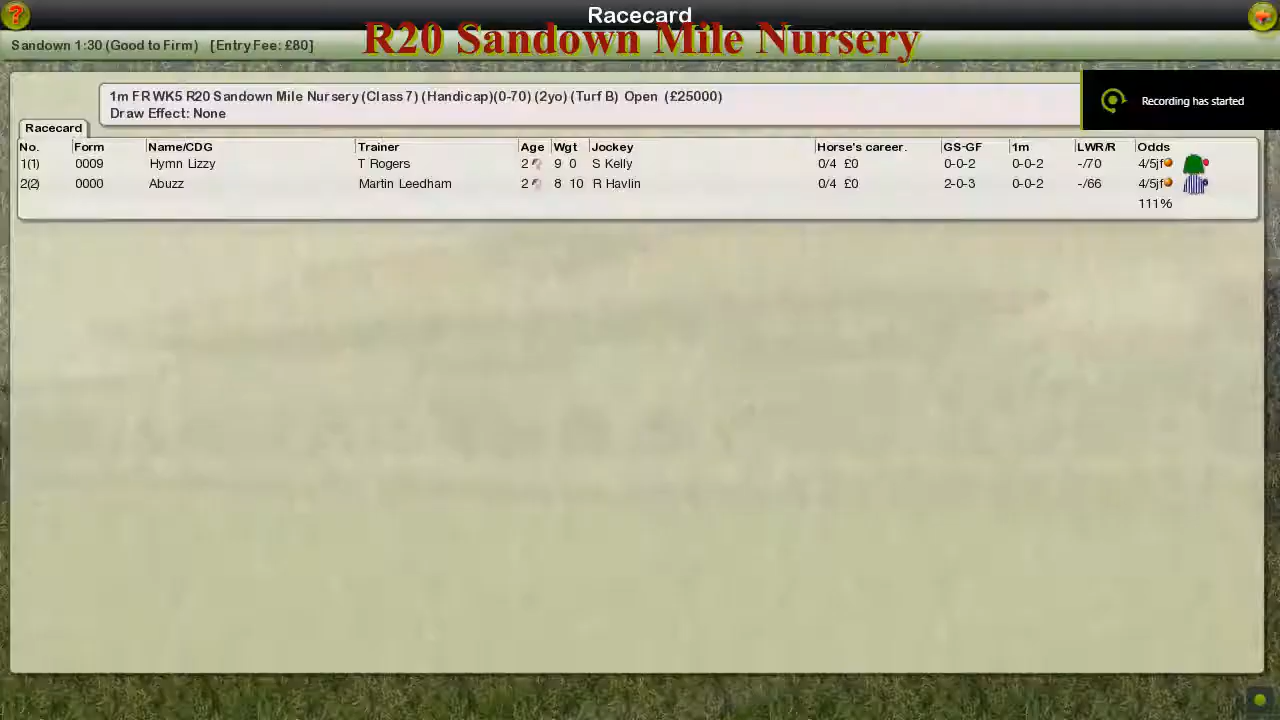 Racecard
R20 Sandown Mile Nursery
Sandown 1:30 (Good to Firm) [Entry Fee: £80]
1m FR WK5 R20 Sandown Mile Nursery (Class 7) (Handicap)(0-70) (2yo) (Turf B) Open (£25000)
Draw Effect: None
Recording has started
Racecard
No. Form Name/CDG Trainer Age Wgt Jockey Horse's career. GS-GF 1m LWR/R Odds
1(1) 0009 Hymn Lizzy T Rogers 2 9 0 S Kelly 0/4 £0 0-0-2 0-0-2 -/70 4/5jf
2(2) 0000 Abuzz Martin Leedham 2 8 10 R Havlin 0/4 £0 2-0-3 0-0-2 -/66 4/5jf
111%